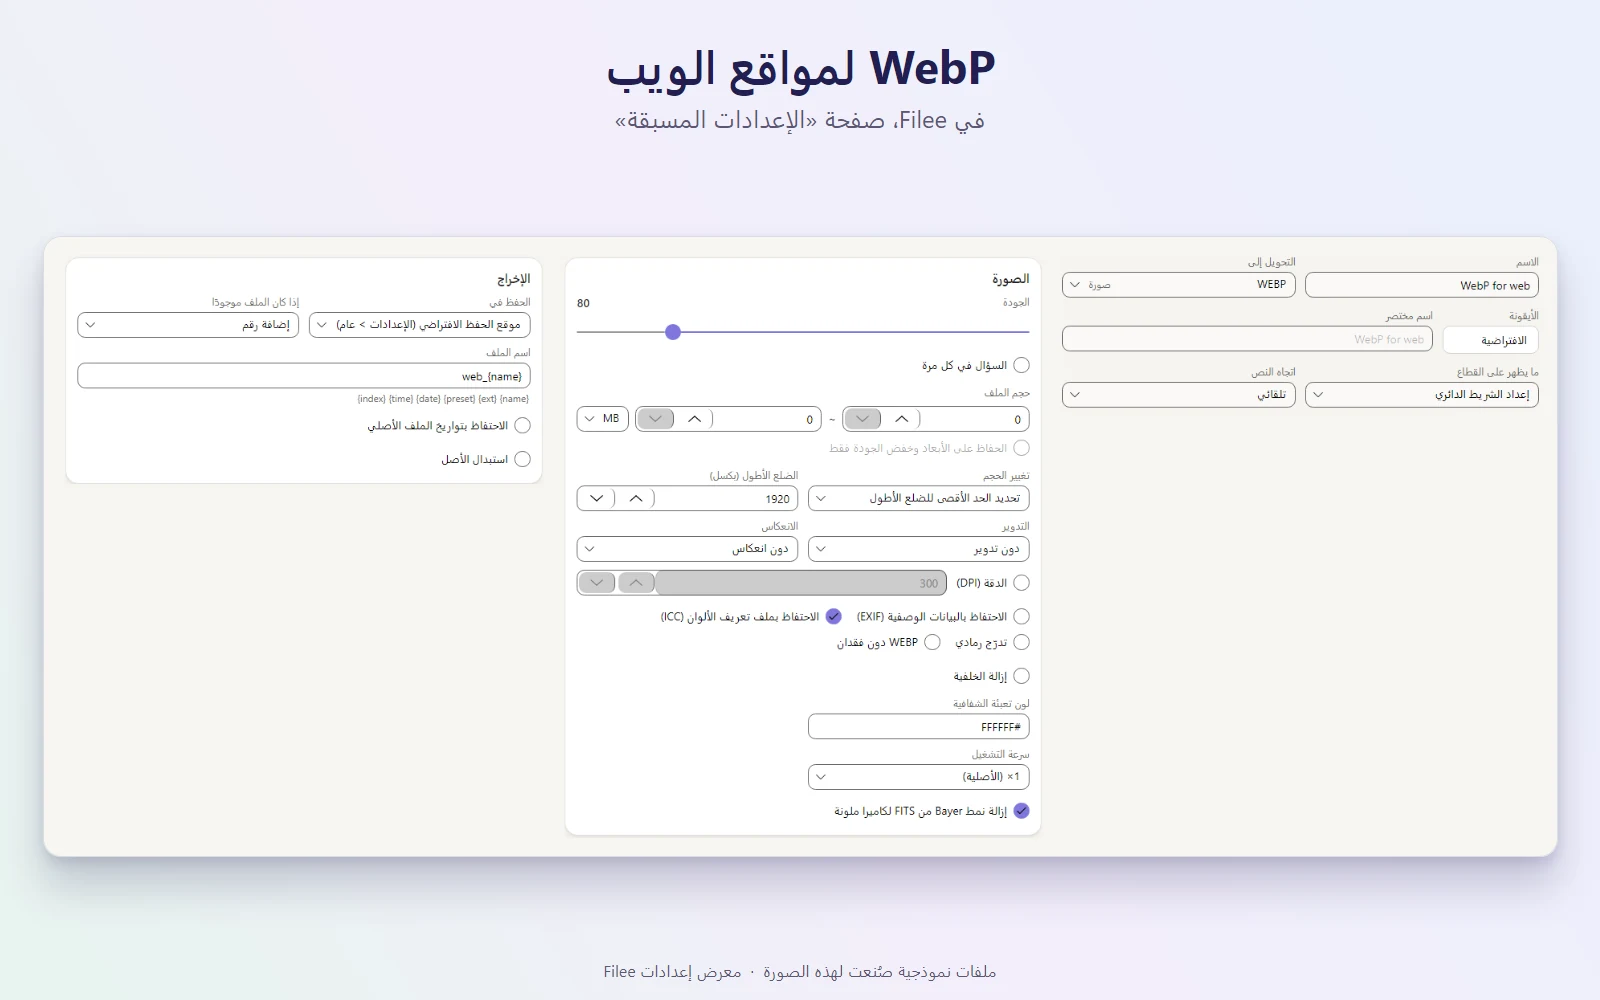 WebP لمواقع الويب
في Filee، صفحة «الإعدادات المسبقة»
الاسم
التحويل إلى
WebP for web
WEBP
صورة
الأيقونة
اسم مختصر
الافتراضية
WebP for web
ما يظهر على القطاع
اتجاه النص
إعداد الشريط الدائري
تلقائي
الصورة
الجودة
80
السؤال في كل مرة
حجم الملف
0
~
0
MB
الحفاظ على الأبعاد وخفض الجودة فقط
تغيير الحجم
الضلع الأطول (بكسل)
تحديد الحد الأقصى للضلع الأطول
1920
التدوير
الانعكاس
دون تدوير
دون انعكاس
الدقة (DPI)
300
الاحتفاظ بالبيانات الوصفية (EXIF)
الاحتفاظ بملف تعريف الألوان (ICC)
تدرّج رمادي
WEBP دون فقدان
إزالة الخلفية
لون تعبئة الشفافية
FFFFFF#
سرعة التشغيل
1× (الأصلية)
إزالة نمط Bayer من FITS لكاميرا ملونة
الإخراج
الحفظ في
إذا كان الملف موجودًا
موقع الحفظ الافتراضي (الإعدادات > عام)
إضافة رقم
اسم الملف
web_{name}
{index} {time} {date} {preset} {ext} {name}
الاحتفاظ بتواريخ الملف الأصلي
استبدال الأصل
ملفات نموذجية صُنعت لهذه الصورة · معرض إعدادات Filee